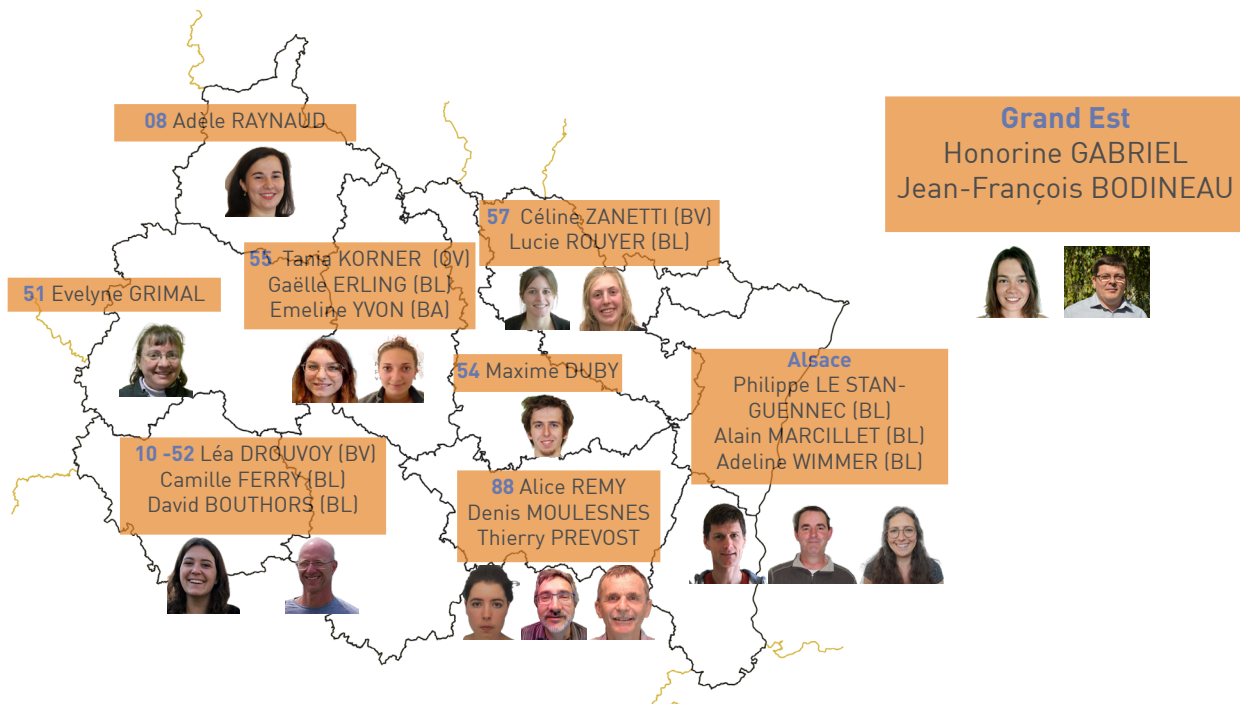 08 Adèle RAYNAUD
Grand Est
Honorine GABRIEL
Jean-François BODINEAU
57 Céline ZANETTI (BV)
Lucie ROUYER (BL)
55 Tania KORNER (OV)
Gaëlle ERLING (BL)
Emeline YVON (BA)
51 Evelyne GRIMAL
54 Maxime DUBY
Alsace
Philippe LE STAN-
GUENNEC (BL)
Alain MARCILLET (BL)
Adeline WIMMER (BL)
10 -52 Léa DROUVOY (BV)
Camille FERRY (BL)
David BOUTHORS (BL)
88 Alice REMY
Denis MOULESNES
Thierry PREVOST